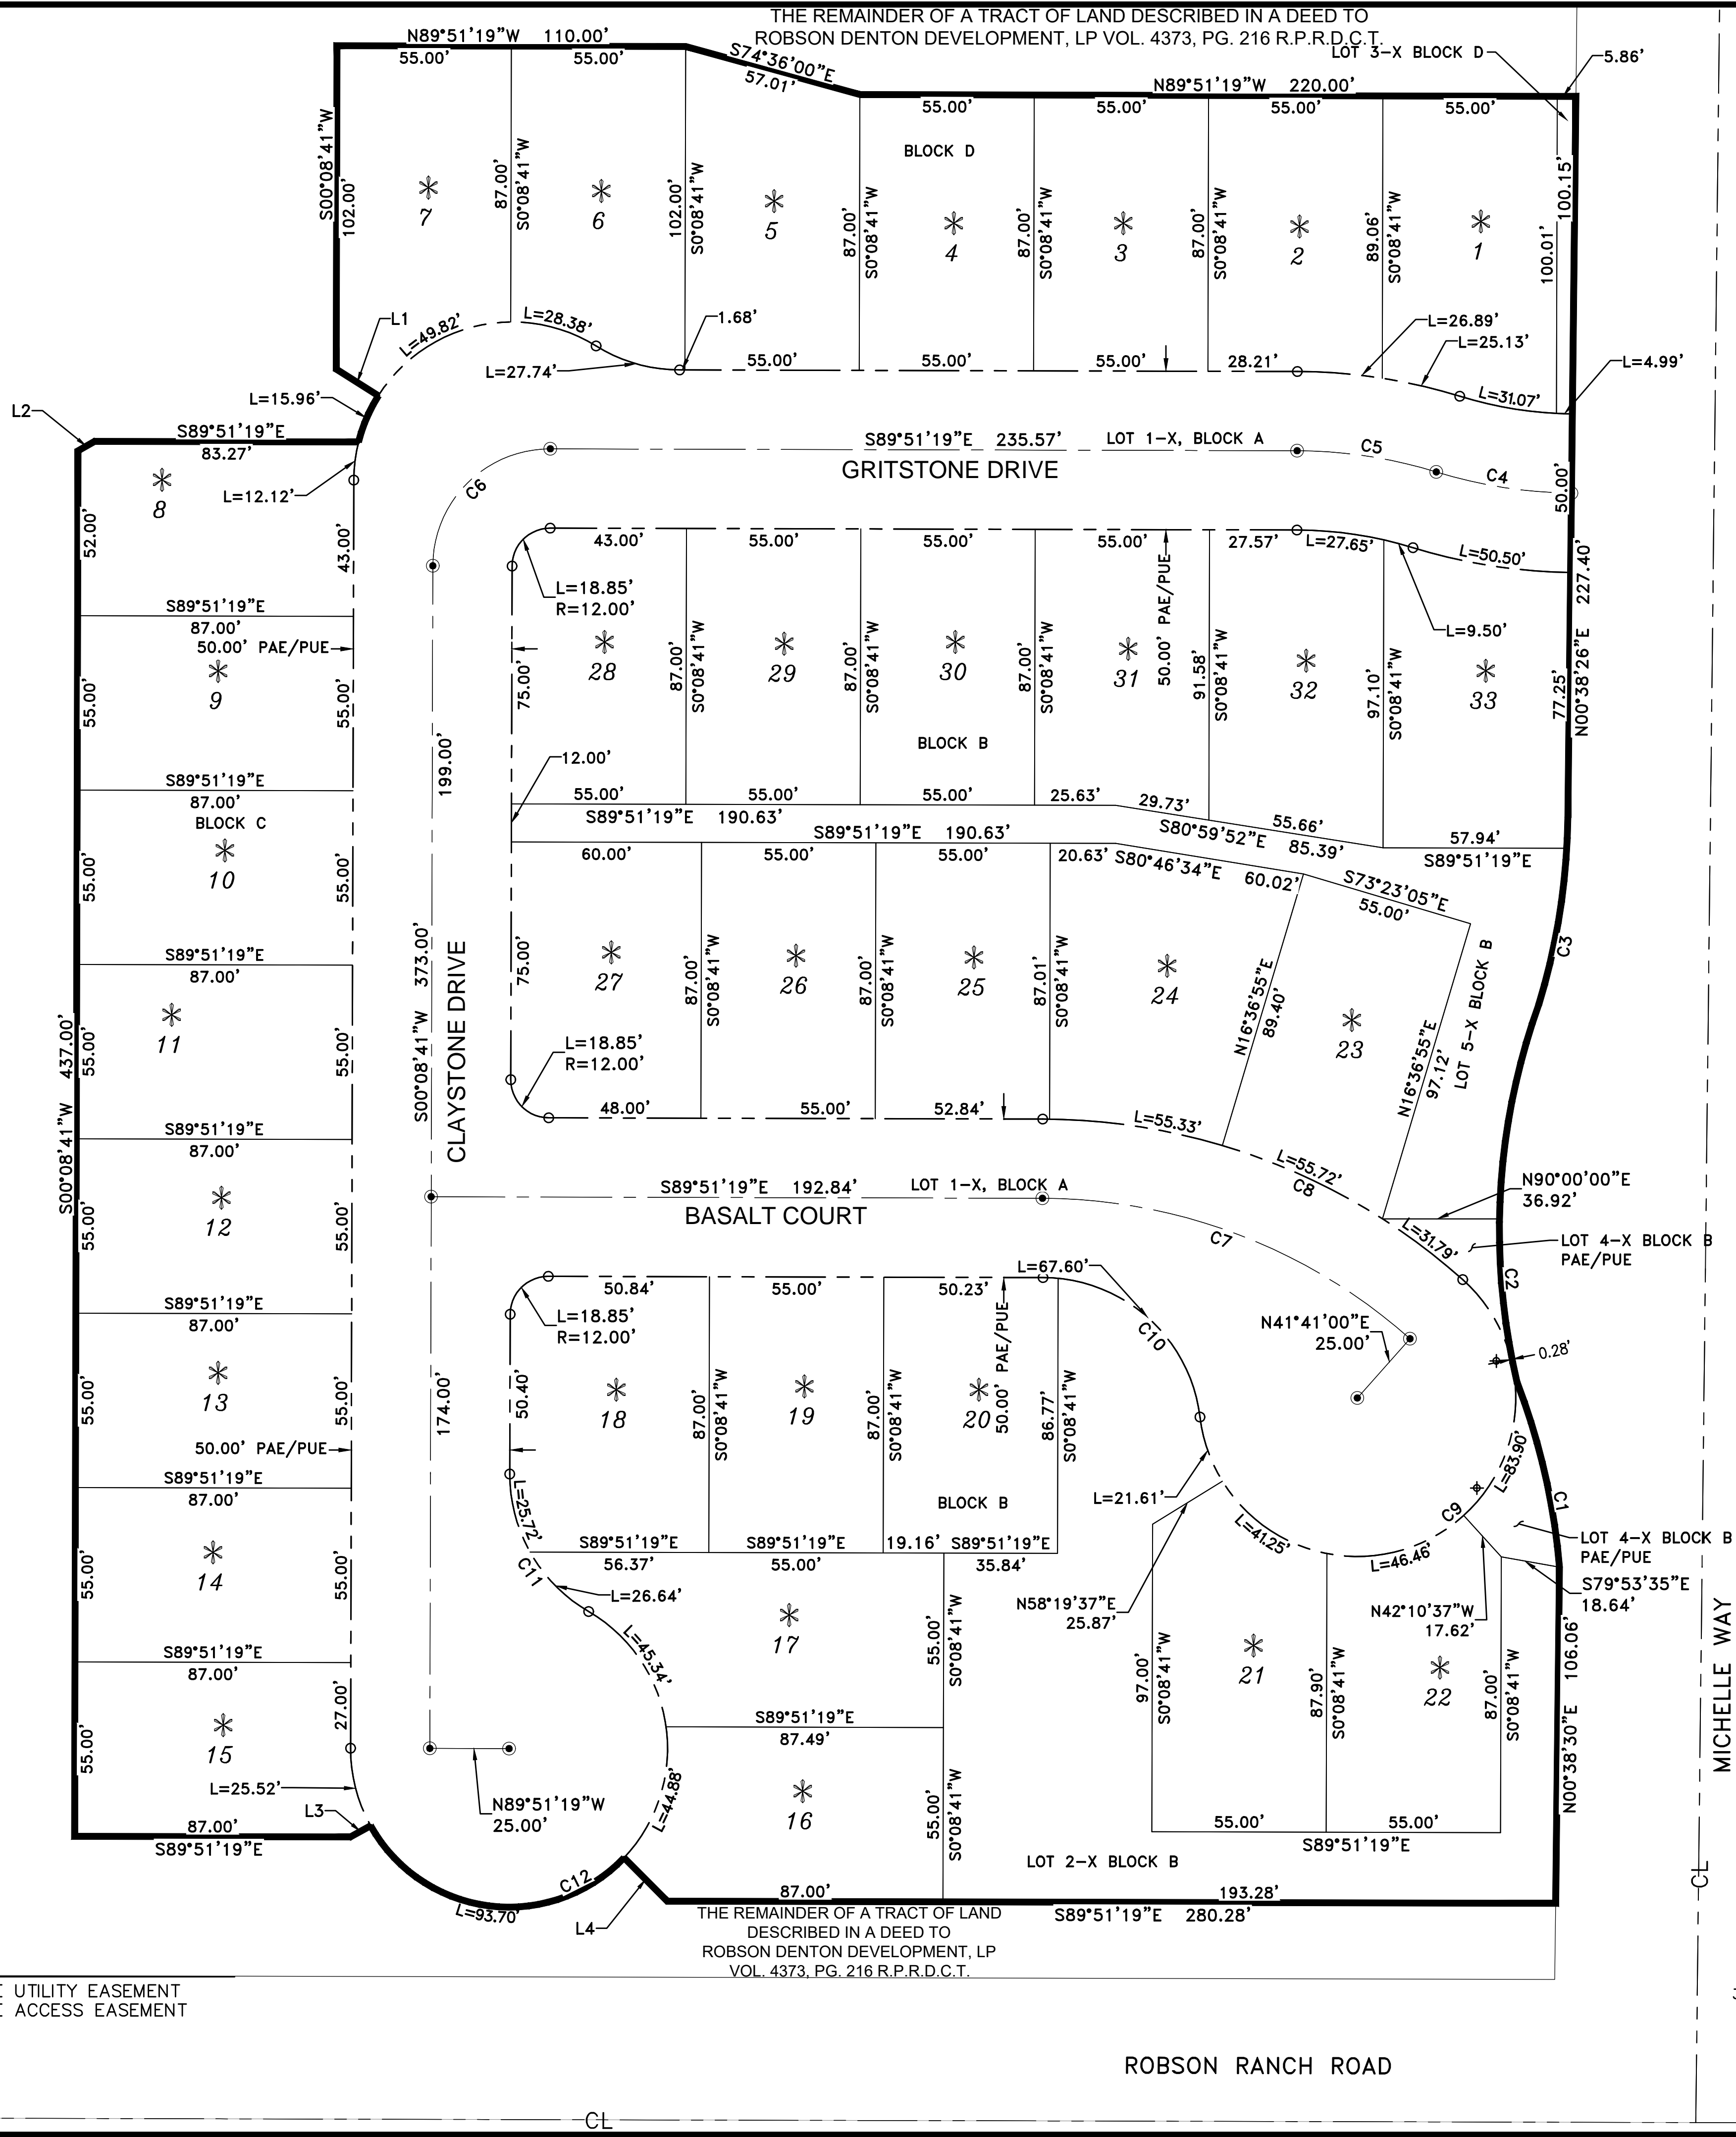 THE REMAINDER OF A TRACT OF LAND DESCRIBED IN A DEED TO
ROBSON DENTON DEVELOPMENT, LP VOL. 4373, PG. 216 R.P.R.D.C.T.
N89°51'19"W 110.00'
55.00' 55.00'
S74°36'00"E
57.01'
LOT 3-X BLOCK D
5.86'
N89°51'19"W 220.00'
55.00' 55.00' 55.00' 55.00'
BLOCK D
S00°08'41"W
102.00'
7
87.00'
S0°08'41"W
6
102.00'
S0°08'41"W
5
87.00'
S0°08'41"W
4
87.00'
S0°08'41"W
3
87.00'
S0°08'41"W
2
89.06'
S0°08'41"W
1
100.01'
100.15'
L1
L=49.82'
L=28.38'
1.68'
L=27.74'
55.00' 55.00' 55.00' 28.21'
L=26.89'
L=25.13'
L=4.99'
L=31.07'
L=15.96'
L2
S89°51'19"E
83.27'
L=12.12'
S89°51'19"E 235.57' LOT 1-X, BLOCK A
GRITSTONE DRIVE
C5
C4
C6
50.00'
8
52.00'
43.00'
43.00' 55.00' 55.00' 55.00' 27.57' L=27.65'
L=50.50'
L=9.50'
L=18.85'
R=12.00'
227.40'
N00°38'26"E
S89°51'19"E
87.00'
50.00' PAE/PUE
9
55.00'
55.00'
75.00'
28
87.00'
S0°08'41"W
29
87.00'
S0°08'41"W
30
87.00'
S0°08'41"W
31
50.00' PAE/PUE
91.58'
S0°08'41"W
32
97.10'
S0°08'41"W
33
77.25'
BLOCK B
199.00'
12.00'
S89°51'19"E
87.00'
BLOCK C
10
55.00'
55.00'
55.00' 55.00' 55.00' 25.63' 29.73'
S89°51'19"E 190.63'
S80°59'52"E 85.39'
55.66'
57.94'
S89°51'19"E
S89°51'19"E 190.63'
60.00' 55.00' 55.00' 20.63' S80°46'34"E 60.02'
S73°23'05"E
55.00'
S89°51'19"E
87.00'
11
55.00'
55.00'
S00°08'41"W 437.00'
S00°08'41"W 373.00'
CLAYSTONE DRIVE
75.00'
27
87.00'
S0°08'41"W
26
87.00'
S0°08'41"W
25
87.01'
S0°08'41"W
24
N16°36'55"E
89.40'
23
N16°36'55"E
97.12'
LOT 5-X BLOCK B
C3
L=18.85'
R=12.00'
48.00' 55.00' 52.84'
L=55.33'
L=55.72'
C8
S89°51'19"E
87.00'
12
55.00'
55.00'
S89°51'19"E 192.84' LOT 1-X, BLOCK A
BASALT COURT
C7
N90°00'00"E
36.92'
L=31.79'
LOT 4-X BLOCK B
PAE/PUE
C2
S89°51'19"E
87.00'
13
55.00'
55.00'
50.84' 55.00' 50.23'
L=67.60'
L=18.85'
R=12.00'
C10
N41°41'00"E
25.00'
0.28'
50.00' PAE/PUE
174.00'
50.40'
18
87.00'
S0°08'41"W
19
87.00'
S0°08'41"W
20
50.00' PAE/PUE
86.77'
S0°08'41"W
BLOCK B
L=21.61'
L=83.90'
C1
C9
S89°51'19"E
87.00'
14
55.00'
55.00'
L=25.72'
C11
S89°51'19"E
56.37'
S89°51'19"E
55.00'
19.16' S89°51'19"E
35.84'
L=26.64'
L=41.25'
L=46.46'
LOT 4-X BLOCK B
PAE/PUE
S79°53'35"E
18.64'
N58°19'37"E
25.87'
N42°10'37"W
17.62'
17
L=45.34'
55.00'
S0°08'41"W
97.00'
S0°08'41"W
21
87.90'
S0°08'41"W
22
87.00'
S0°08'41"W
N00°38'30"E 106.06'
MICHELLE WAY
S89°51'19"E
87.00'
15
55.00'
27.00'
L=25.52'
L3
S89°51'19"E
87.49'
N89°51'19"W
25.00'
16
L=44.88'
55.00'
S0°08'41"W
55.00' 55.00'
S89°51'19"E
87.00'
S89°51'19"E
LOT 2-X BLOCK B
CL
C12
L=93.70'
L4
87.00'
193.28'
S89°51'19"E 280.28'
THE REMAINDER OF A TRACT OF LAND
DESCRIBED IN A DEED TO
ROBSON DENTON DEVELOPMENT, LP
VOL. 4373, PG. 216 R.P.R.D.C.T.
UTILITY EASEMENT
ACCESS EASEMENT
ROBSON RANCH ROAD
CL